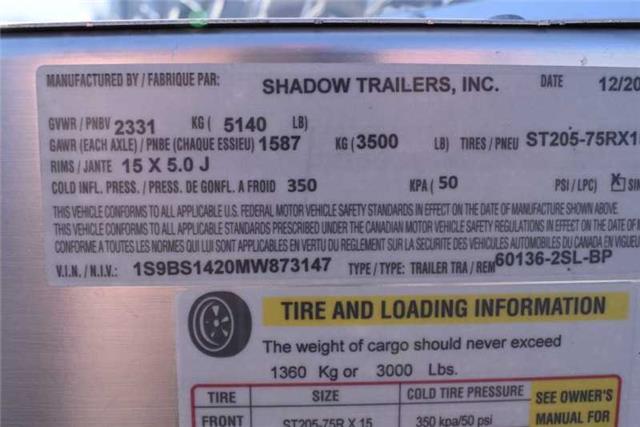 MANUFACTURED BY / FABRIQUE PAR: SHADOW TRAILERS, INC. DATE 12/20
GVWR / PNBV 2331 KG ( 5140 LB)
GAWR (EACH AXLE) / PNBE (CHAQUE ESSIEU) 1587 KG (3500 LB) TIRES / PNEU ST205-75RX15
RIMS / JANTE 15 X 5.0 J
COLD INFL. PRESS. / PRESS. DE GONFL. A FROID 350 KPA ( 50 PSI / LPC) X SIN
THIS VEHICLE CONFORMS TO ALL APPLICABLE U.S. FEDERAL MOTOR VEHICLE SAFETY STANDARDS IN EFFECT ON THE DATE OF MANUFACTURE SHOWN ABOVE.
THIS VEHICLE CONFORMS TO ALL APPLICABLE STANDARDS PRESCRIBED UNDER THE CANADIAN MOTOR VEHICLE SAFETY REGULATIONS IN EFFECT ON
CONFORME A TOUTES LES NORMES QUI LUI SONT APPLICABLES EN VERTU DU REGLEMENT SUR LA SECURITE DES VEHICULES AUTOMOBILES DU CANADA EN VIGUEUR
V.I.N. / N.I.V.: 1S9BS1420MW873147 TYPE / TYPE: TRAILER TRA / REM 60136-2SL-BP
TIRE AND LOADING INFORMATION
The weight of cargo should never exceed
1360 Kg or 3000 Lbs.
TIRE SIZE COLD TIRE PRESSURE SEE OWNER'S
MANUAL FOR
FRONT ST205-75R X 15 350 kpa/50 psi